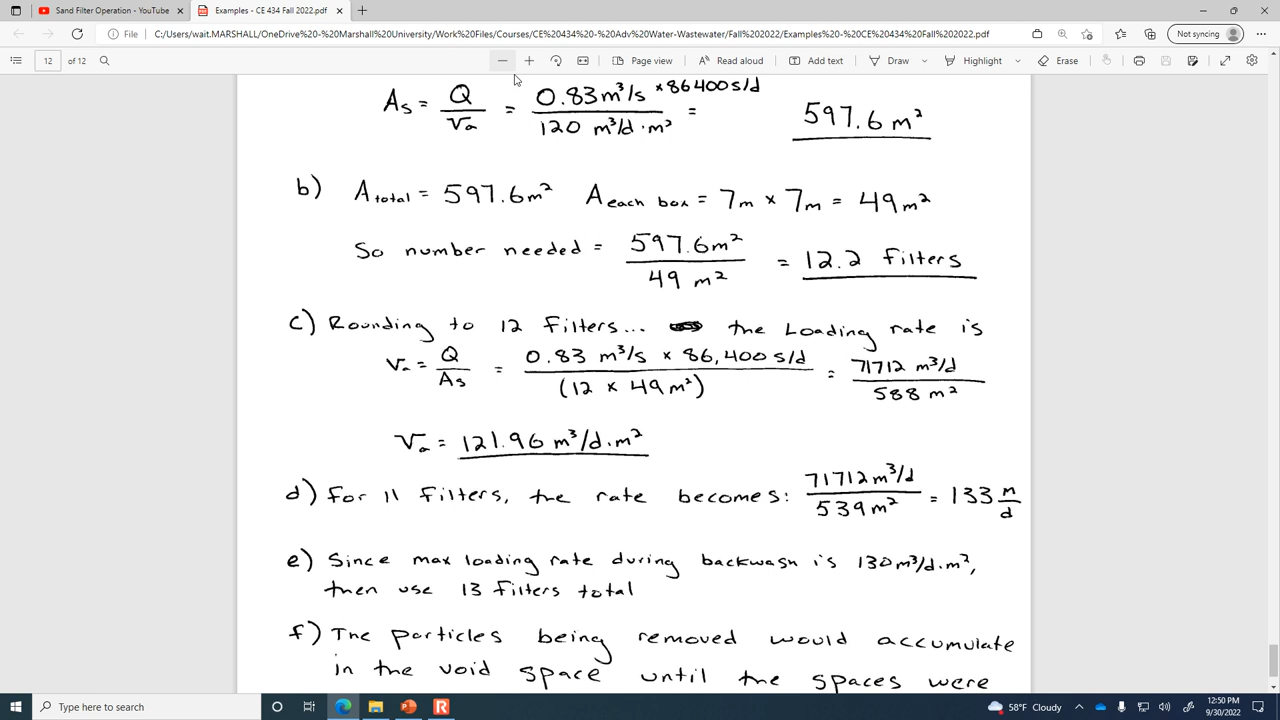 Sand Filter Operation - YouTube
Examples - CE 434 Fall 2022.pdf
File C:/Users/wait.MARSHALL/OneDrive%20-%20Marshall%20University/Work%20Files/Courses/CE%20434%20-%20Adv%20Water-Wastewater/Fall%202022/Examples%20-%20CE%20434%20Fall%202022.pdf
Not syncing
12 of 12
Page view
Read aloud
Add text
Draw
Highlight
Erase
As = Q / va = 0.83 m³/s × 86400 s/d / 120 m³/d·m² = 597.6 m²
b) A total = 597.6 m² A each box = 7m × 7m = 49 m²
So number needed = 597.6 m² / 49 m² = 12.2 filters
c) Rounding to 12 filters... the Loading rate is
va = Q / As = 0.83 m³/s × 86,400 s/d / (12 × 49 m²) = 71712 m³/d / 588 m²
va = 121.96 m³/d·m²
d) For 11 filters, the rate becomes: 71712 m³/d / 539 m² = 133 m/d
e) Since max loading rate during backwash is 130 m³/d·m²,
then use 13 filters total
f) The particles being removed would accumulate
in the void space until the spaces were
Type here to search
58°F Cloudy
12:50 PM
9/30/2022